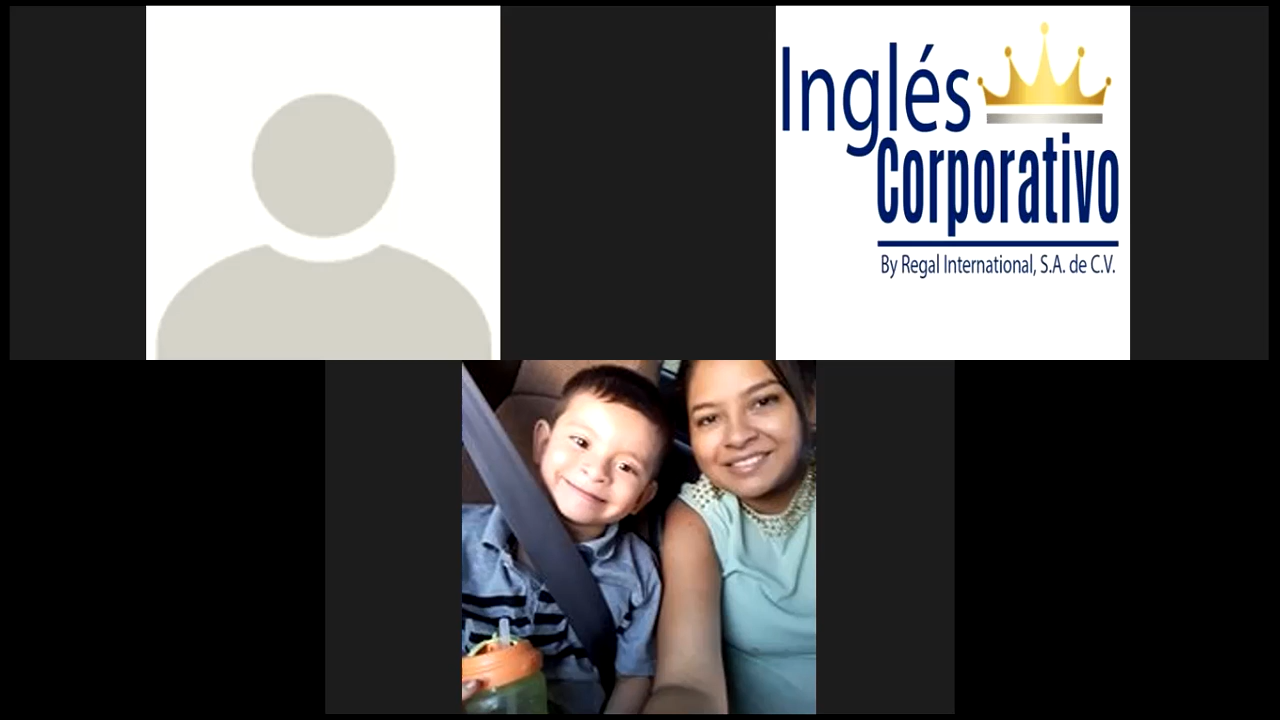 Inglés
Corporativo
By Regal International, S.A. de C.V.